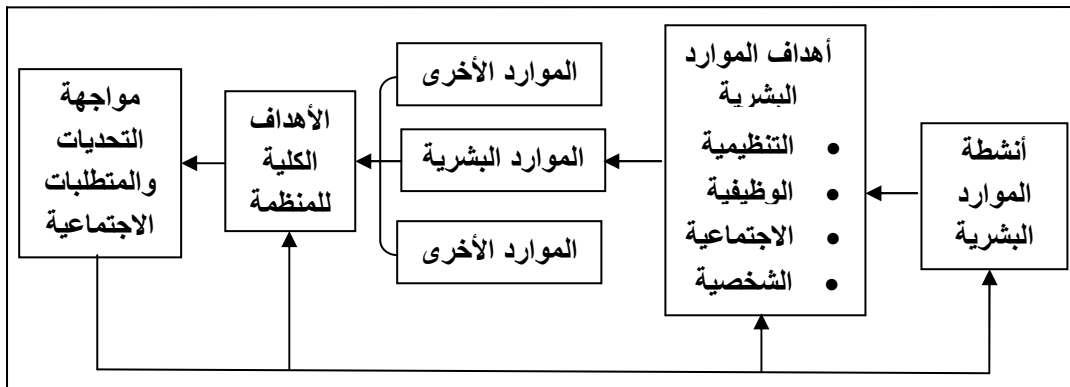 أنشطة
الموارد
البشرية
أهداف الموارد
البشرية
• التنظيمية
• الوظيفية
• الاجتماعية
• الشخصية
الموارد الأخرى
الموارد البشرية
الموارد الأخرى
الأهداف
الكلية
للمنظمة
مواجهة
التحديات
والمتطلبات
الاجتماعية